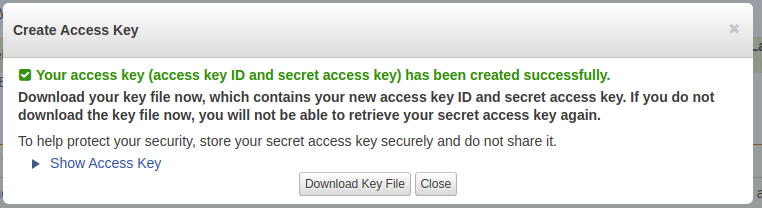 Create Access Key
Your access key (access key ID and secret access key) has been created successfully.
Download your key file now, which contains your new access key ID and secret access key. If you do not
download the key file now, you will not be able to retrieve your secret access key again.
To help protect your security, store your secret access key securely and do not share it.
Show Access Key
Download Key File
Close